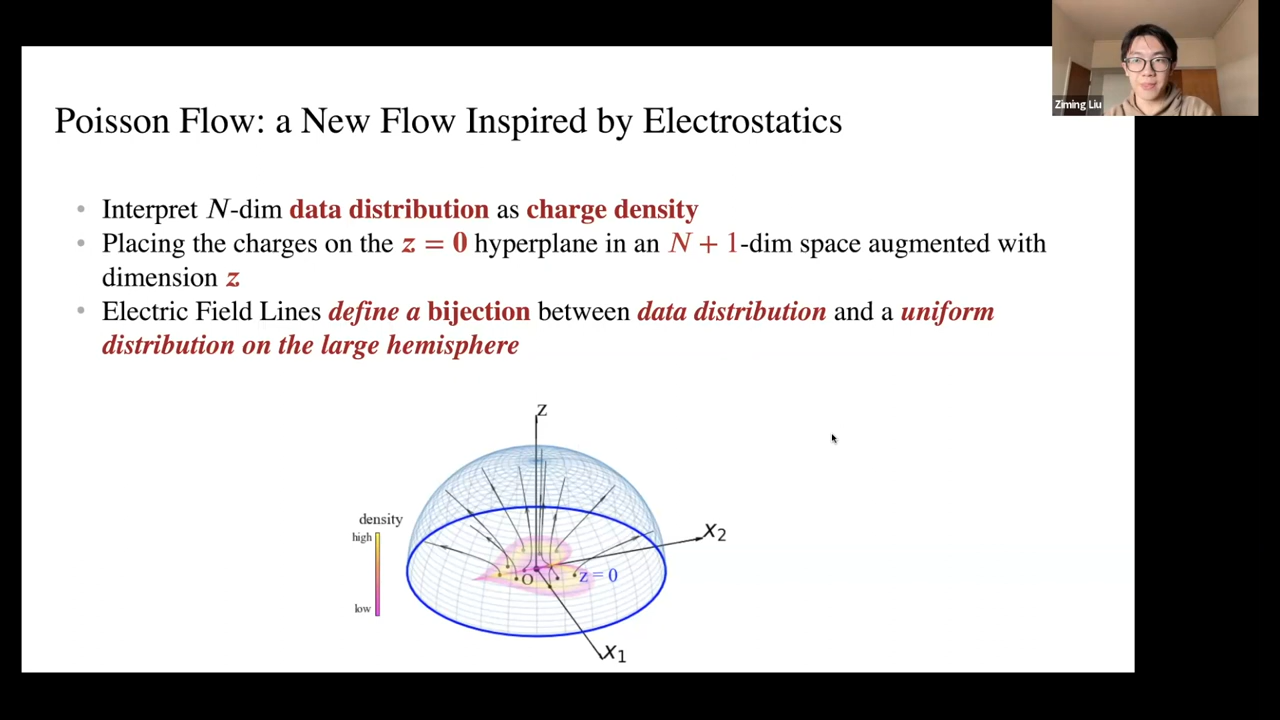 Ziming Liu
Poisson Flow: a New Flow Inspired by Electrostatics
• Interpret N-dim data distribution as charge density
• Placing the charges on the z = 0 hyperplane in an N + 1-dim space augmented with
dimension z
• Electric Field Lines define a bijection between data distribution and a uniform
distribution on the large hemisphere
z
density
high
low
x₂
O
z = 0
x₁